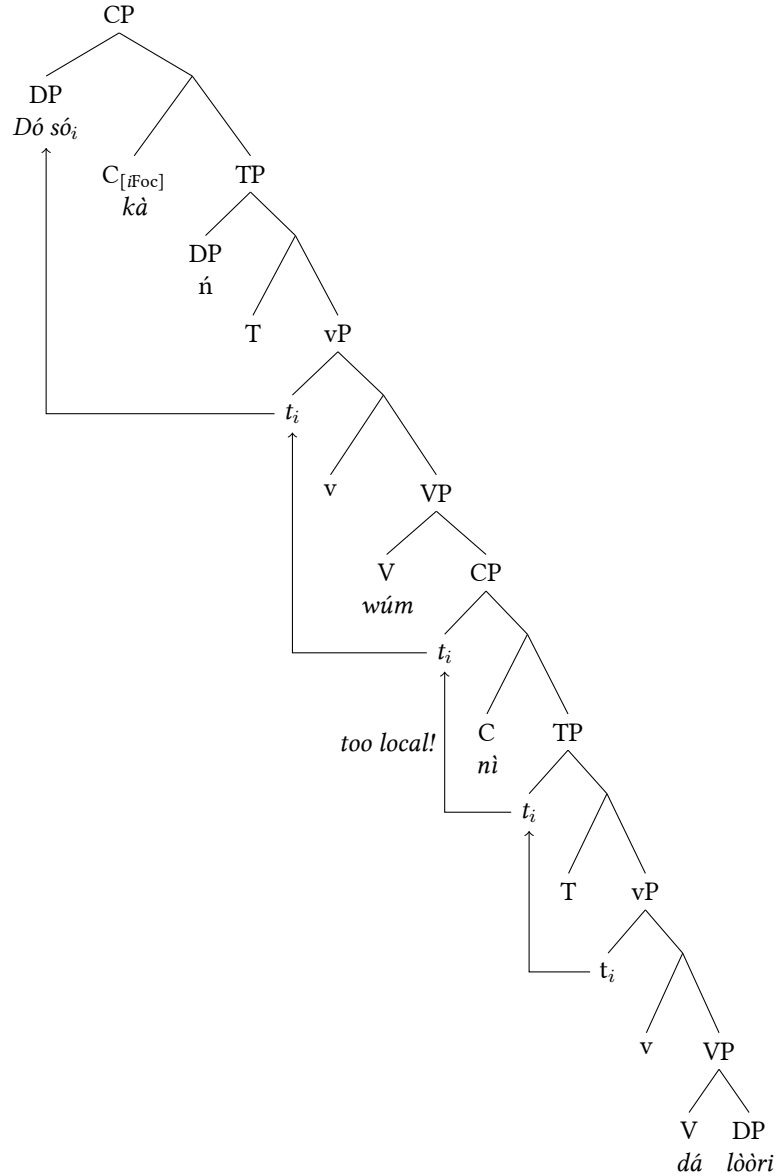 CP
DP
Dó sóᵢ
C[iFoc]
kà
TP
DP
ń
T
vP
tᵢ
v
VP
V
wúm
CP
tᵢ
too local!
C
nì
TP
tᵢ
T
vP
tᵢ
v
VP
V DP
dá lòòri